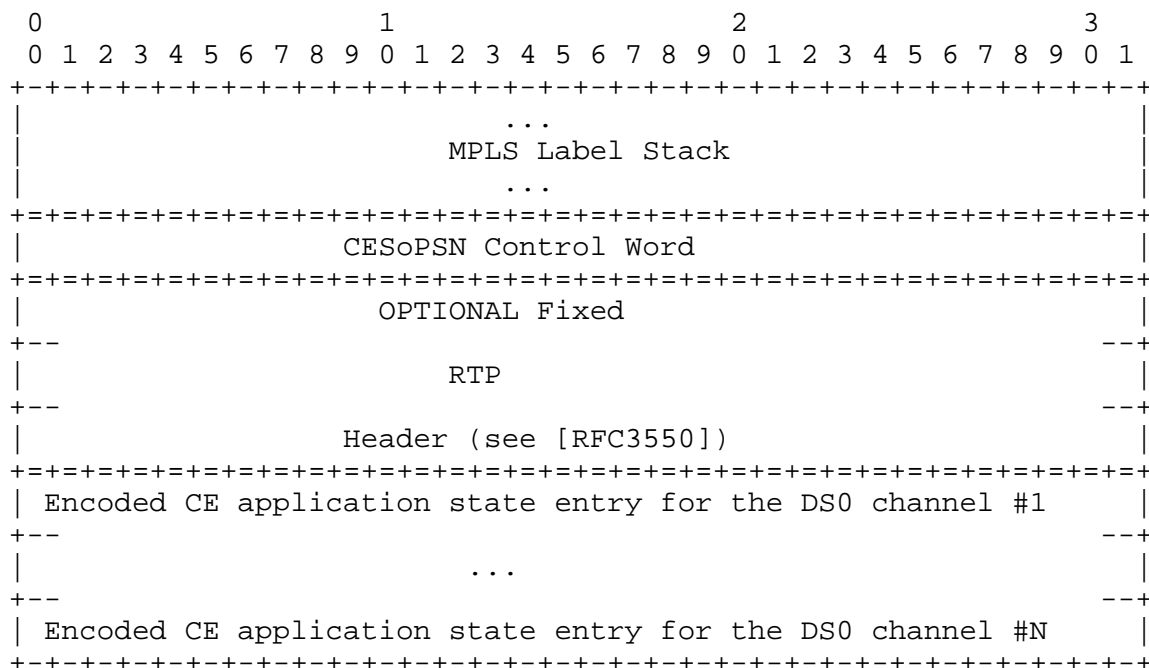 0                   1                   2                   3
 0 1 2 3 4 5 6 7 8 9 0 1 2 3 4 5 6 7 8 9 0 1 2 3 4 5 6 7 8 9 0 1
+-+-+-+-+-+-+-+-+-+-+-+-+-+-+-+-+-+-+-+-+-+-+-+-+-+-+-+-+-+-+-+-+
|                           ...                                 |
|                        MPLS Label Stack                       |
|                           ...                                 |
+=+=+=+=+=+=+=+=+=+=+=+=+=+=+=+=+=+=+=+=+=+=+=+=+=+=+=+=+=+=+=+=+
|                  CESoPSN Control Word                         |
+=+=+=+=+=+=+=+=+=+=+=+=+=+=+=+=+=+=+=+=+=+=+=+=+=+=+=+=+=+=+=+=+
|                    OPTIONAL Fixed                             |
+--                                                           --+
|                        RTP                                    |
+--                                                           --+
|                  Header (see [RFC3550])                       |
+=+=+=+=+=+=+=+=+=+=+=+=+=+=+=+=+=+=+=+=+=+=+=+=+=+=+=+=+=+=+=+=+
| Encoded CE application state entry for the DS0 channel #1     |
+--                                                           --+
|                         ...                                   |
+--                                                           --+
| Encoded CE application state entry for the DS0 channel #N     |
+-+-+-+-+-+-+-+-+-+-+-+-+-+-+-+-+-+-+-+-+-+-+-+-+-+-+-+-+-+-+-+-+